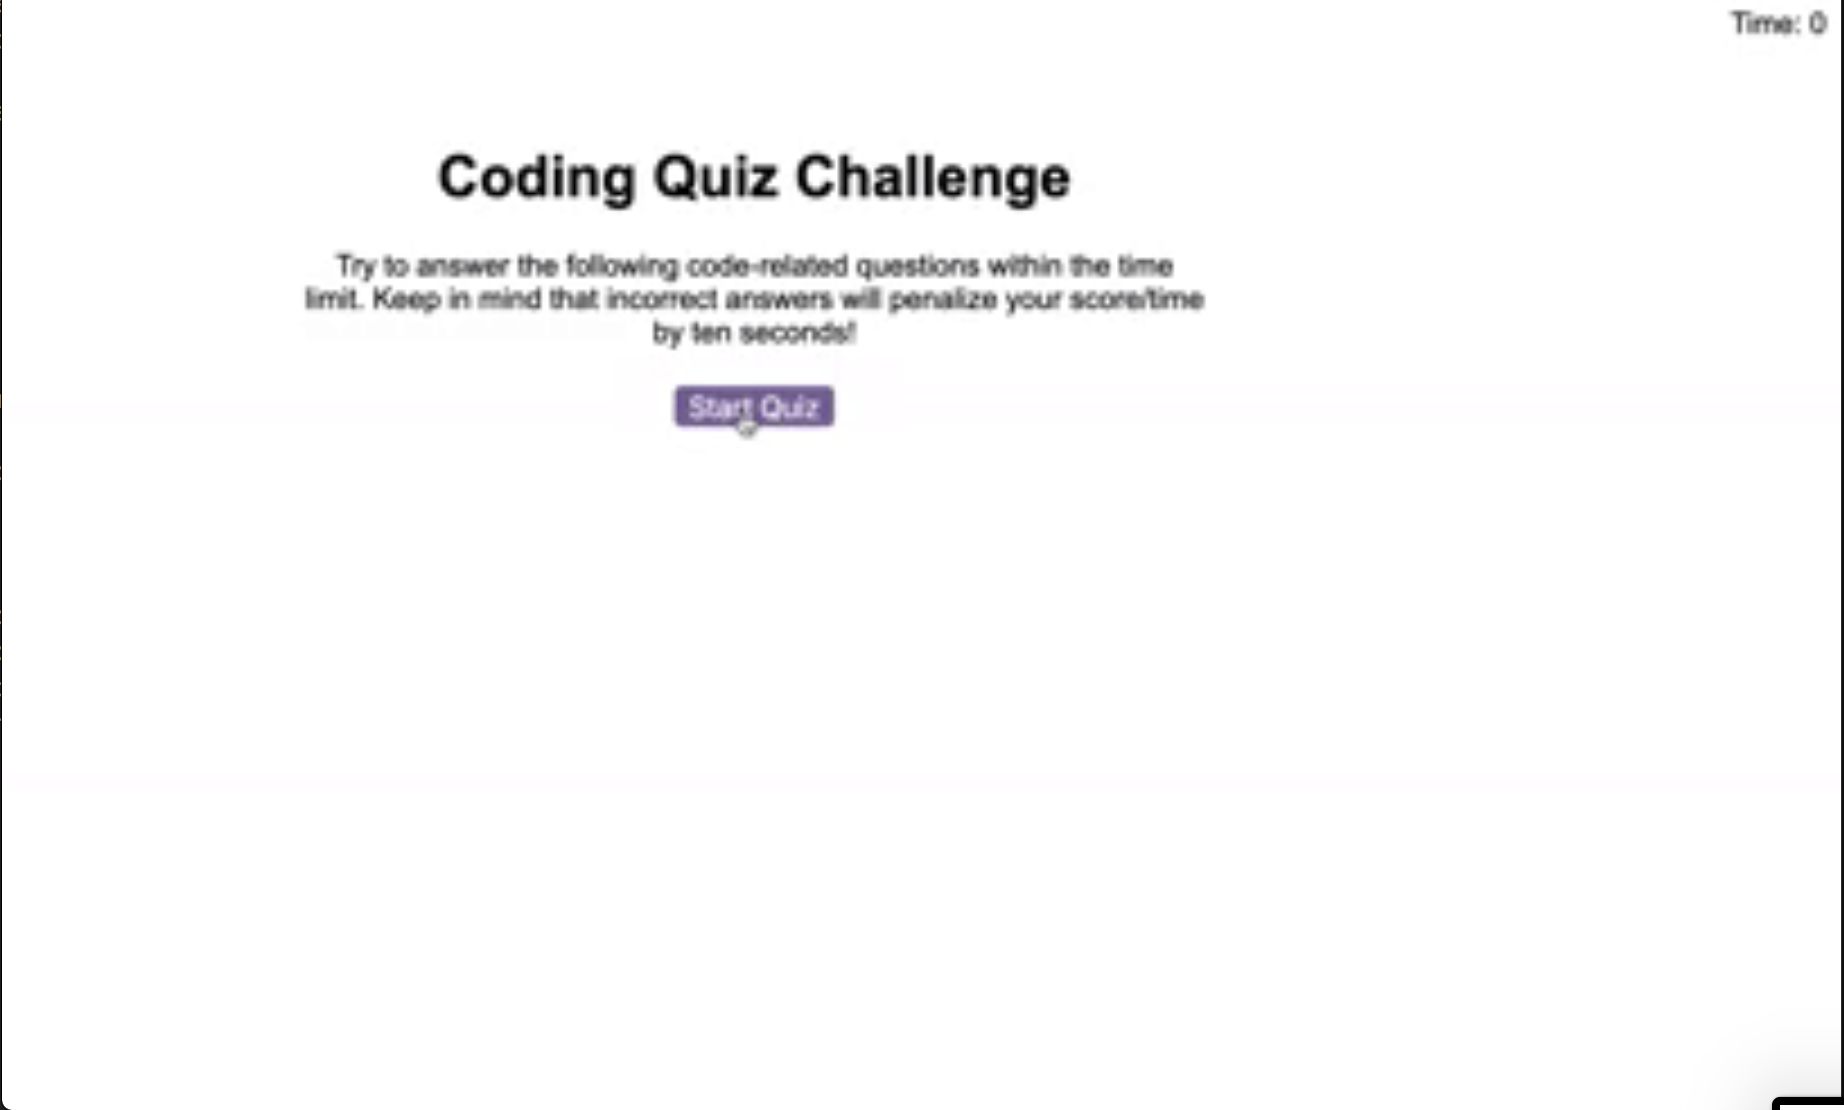 Time: 0
Coding Quiz Challenge
Try to answer the following code-related questions within the time
limit. Keep in mind that incorrect answers will penalize your score/time
by ten seconds!
Start Quiz